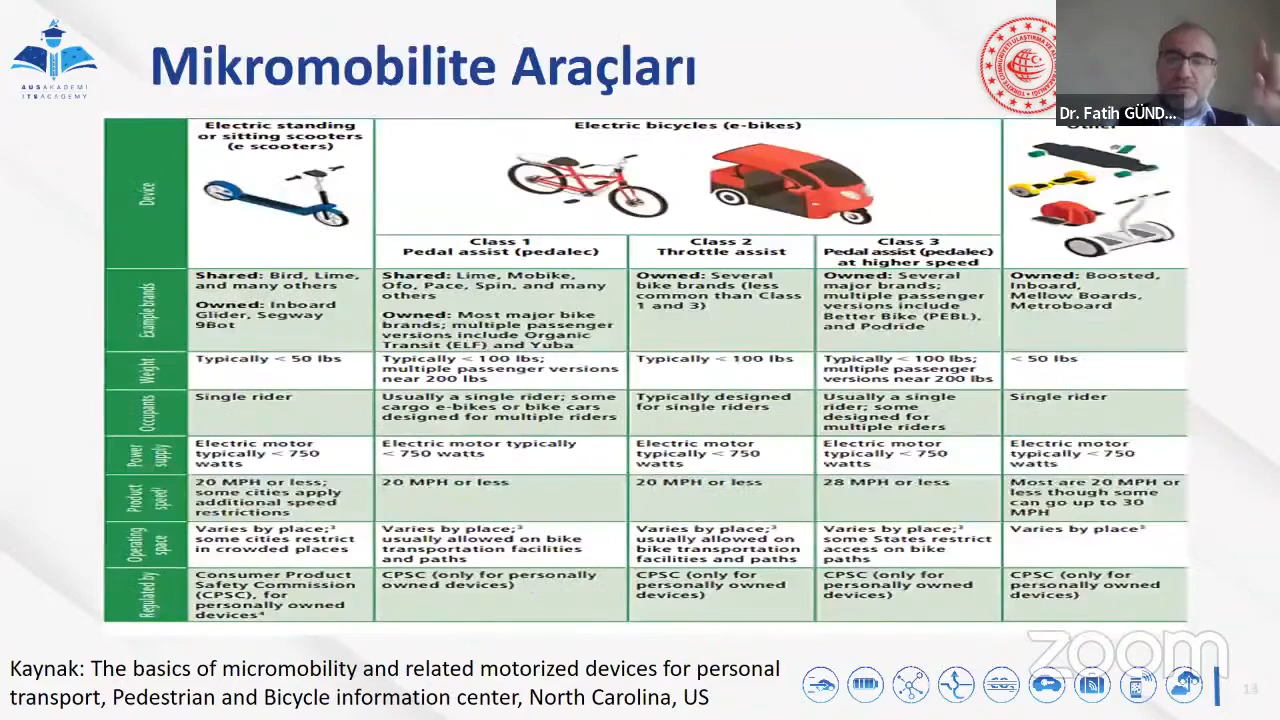 AUSAKADEMİ
ITSACADEMY
Mikromobilite Araçları
Dr. Fatih GÜND...
Device
Electric standing
or sitting scooters
(e scooters)
Electric bicycles (e-bikes)
Other
Class 1
Pedal assist (pedalec)
Class 2
Throttle assist
Class 3
Pedal assist (pedalec)
at higher speed
Example brands
Shared: Bird, Lime,
and many others
Owned: Inboard
Glider, Segway
9Bot
Shared: Lime, Mobike,
Ofo, Pace, Spin, and many
others
Owned: Most major bike
brands; multiple passenger
versions include Organic
Transit (ELF) and Yuba
Owned: Several
bike brands (less
common than Class
1 and 3)
Owned: Several
major brands;
multiple passenger
versions include
Better Bike (PEBL),
and Podride
Owned: Boosted,
Inboard,
Mellow Boards,
Metroboard
Weight
Typically < 50 lbs
Typically < 100 lbs;
multiple passenger versions
near 200 lbs
Typically < 100 lbs
Typically < 100 lbs;
multiple passenger
versions near 200 lbs
< 50 lbs
Occupants
Single rider
Usually a single rider; some
cargo e-bikes or bike cars
designed for multiple riders
Typically designed
for single riders
Usually a single
rider; some
designed for
multiple riders
Single rider
Power
supply
Electric motor
typically < 750
watts
Electric motor typically
< 750 watts
Electric motor
typically < 750
watts
Electric motor
typically < 750
watts
Electric motor
typically < 750
watts
Product
speed¹
20 MPH or less;
some cities apply
additional speed
restrictions
20 MPH or less
20 MPH or less
28 MPH or less
Most are 20 MPH or
less though some
can go up to 30
MPH
Operating
space
Varies by place;³
some cities restrict
in crowded places
Varies by place;³
usually allowed on bike
transportation facilities
and paths
Varies by place;³
usually allowed on
bike transportation
facilities and paths
Varies by place;³
some States restrict
access on bike
paths
Varies by place³
Regulated by
Consumer Product
Safety Commission
(CPSC), for
personally owned
devices⁴
CPSC (only for personally
owned devices)
CPSC (only for
personally owned
devices)
CPSC (only for
personally owned
devices)
CPSC (only for
personally owned
devices)
zoom
Kaynak: The basics of micromobility and related motorized devices for personal
transport, Pedestrian and Bicycle information center, North Carolina, US
13